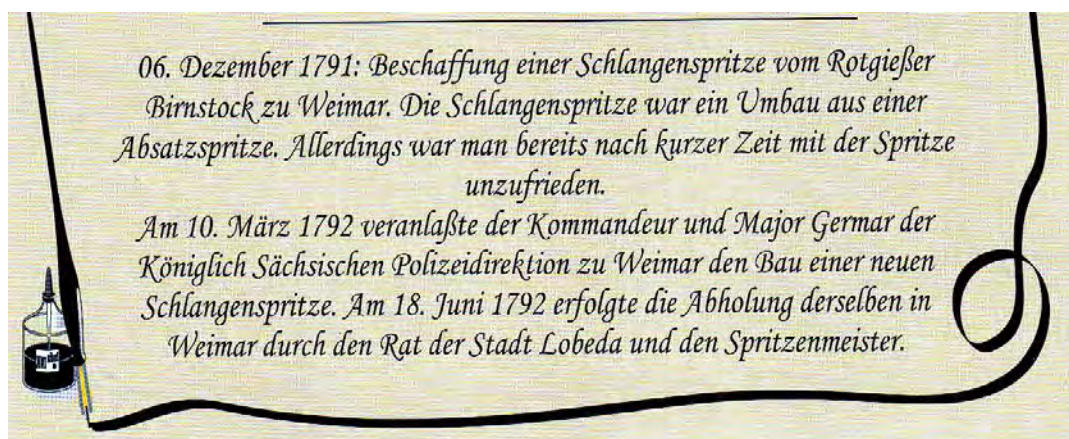 06. Dezember 1791: Beschaffung einer Schlangenspritze vom Rotgießer
Birnstock zu Weimar. Die Schlangenspritze war ein Umbau aus einer
Absatzspritze. Allerdings war man bereits nach kurzer Zeit mit der Spritze
unzufrieden.
Am 10. März 1792 veranlaßte der Kommandeur und Major Germar der
Königlich Sächsischen Polizeidirektion zu Weimar den Bau einer neuen
Schlangenspritze. Am 18. Juni 1792 erfolgte die Abholung derselben in
Weimar durch den Rat der Stadt Lobeda und den Spritzenmeister.